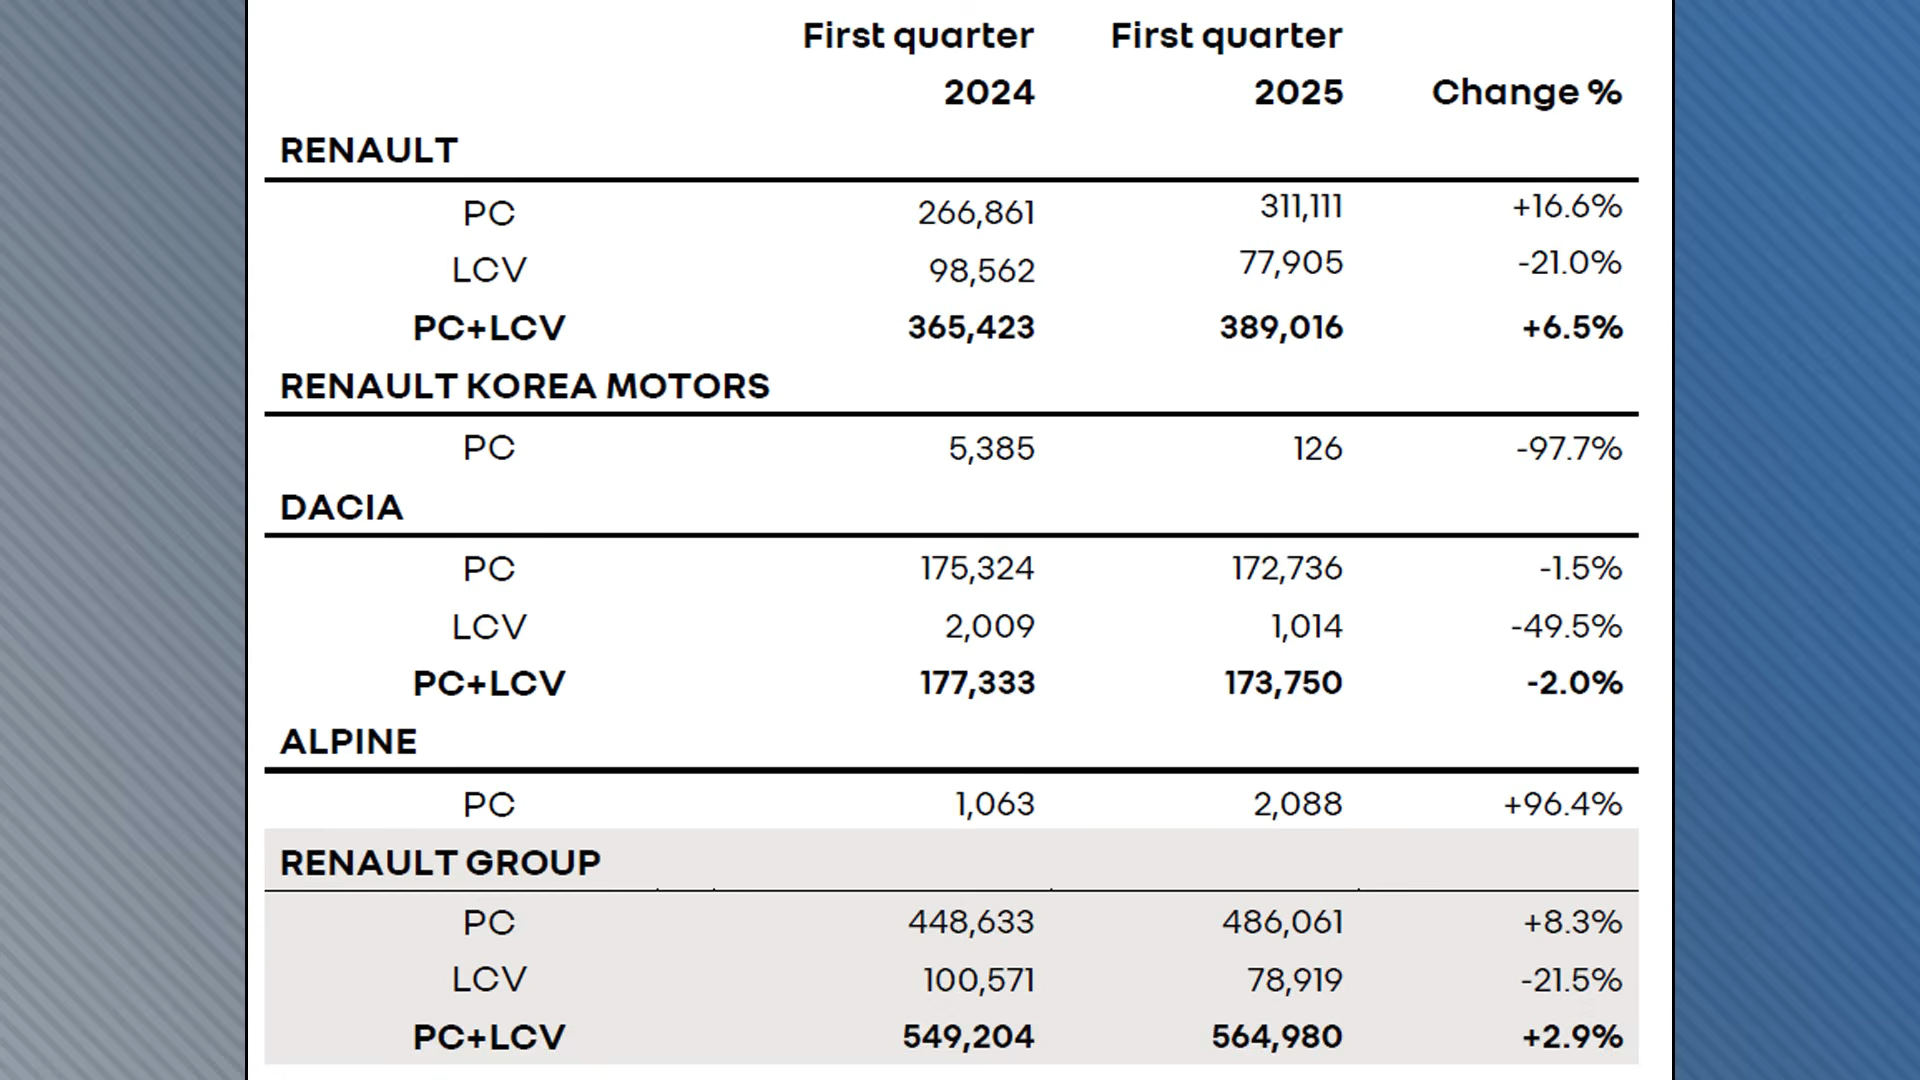 First quarter First quarter
2024 2025 Change %
RENAULT
PC 266,861 311,111 +16.6%
LCV 98,562 77,905 -21.0%
PC+LCV 365,423 389,016 +6.5%
RENAULT KOREA MOTORS
PC 5,385 126 -97.7%
DACIA
PC 175,324 172,736 -1.5%
LCV 2,009 1,014 -49.5%
PC+LCV 177,333 173,750 -2.0%
ALPINE
PC 1,063 2,088 +96.4%
RENAULT GROUP
PC 448,633 486,061 +8.3%
LCV 100,571 78,919 -21.5%
PC+LCV 549,204 564,980 +2.9%